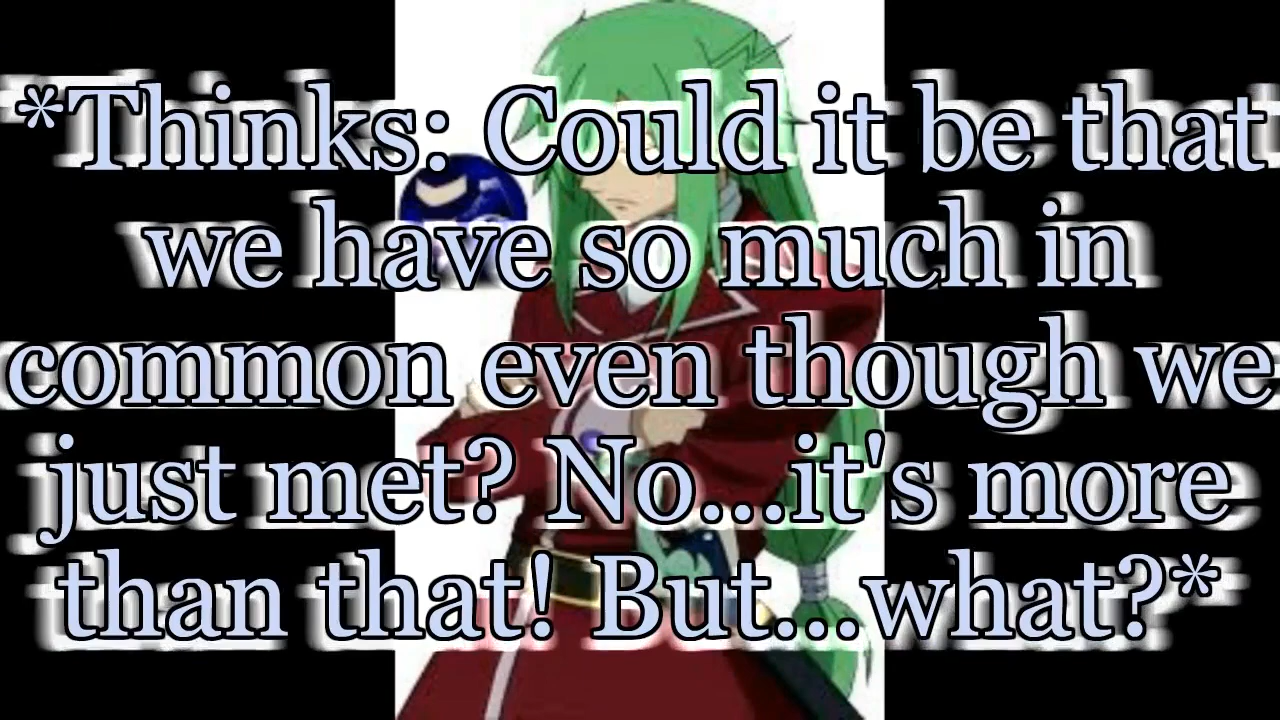 *Thinks: Could it be that
we have so much in
common even though we
just met? No...it's more
than that! But...what?*